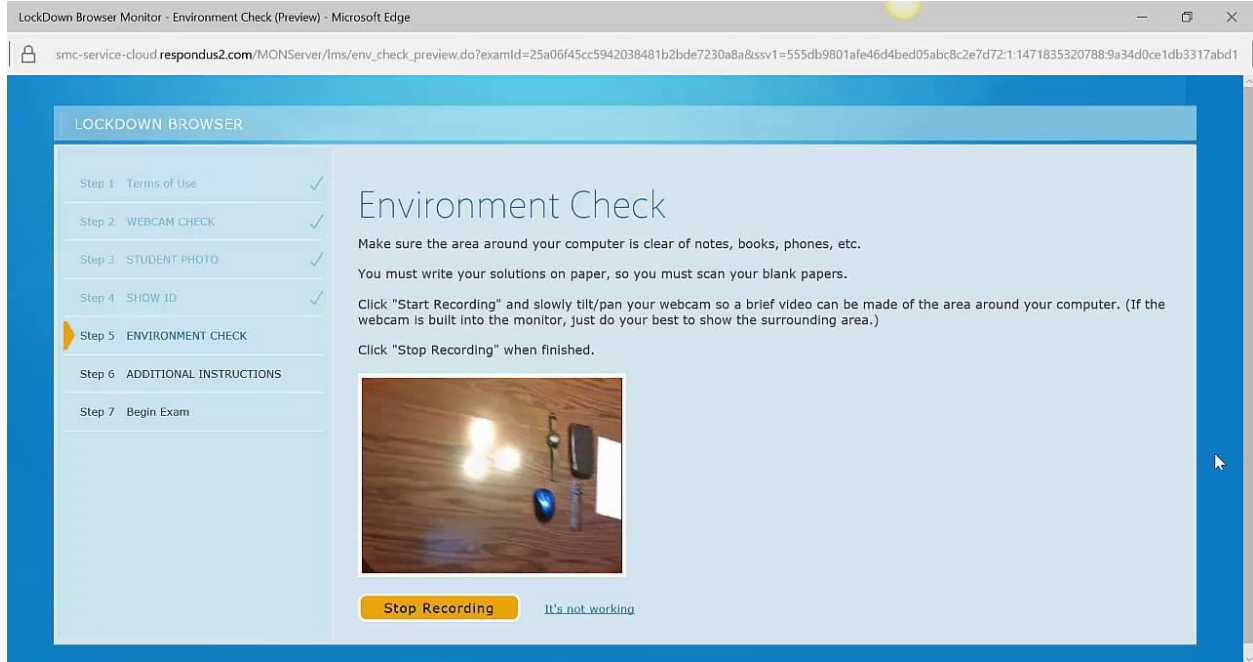 LockDown Browser Monitor - Environment Check (Preview) - Microsoft Edge
smc-service-cloud.respondus2.com/MONServer/lms/env_check_preview.do?examId=25a06f45cc5942038481b2bde7230a8a&ssv1=555db9801afe46d4bed05abc8c2e7d72:1:1471835320788:9a34d0ce1db3317abd1
LOCKDOWN BROWSER
Step 1 Terms of Use
Step 2 WEBCAM CHECK
Step 3 STUDENT PHOTO
Step 4 SHOW ID
Step 5 ENVIRONMENT CHECK
Step 6 ADDITIONAL INSTRUCTIONS
Step 7 Begin Exam
Environment Check
Make sure the area around your computer is clear of notes, books, phones, etc.
You must write your solutions on paper, so you must scan your blank papers.
Click "Start Recording" and slowly tilt/pan your webcam so a brief video can be made of the area around your computer. (If the
webcam is built into the monitor, just do your best to show the surrounding area.)
Click "Stop Recording" when finished.
Stop Recording
It's not working